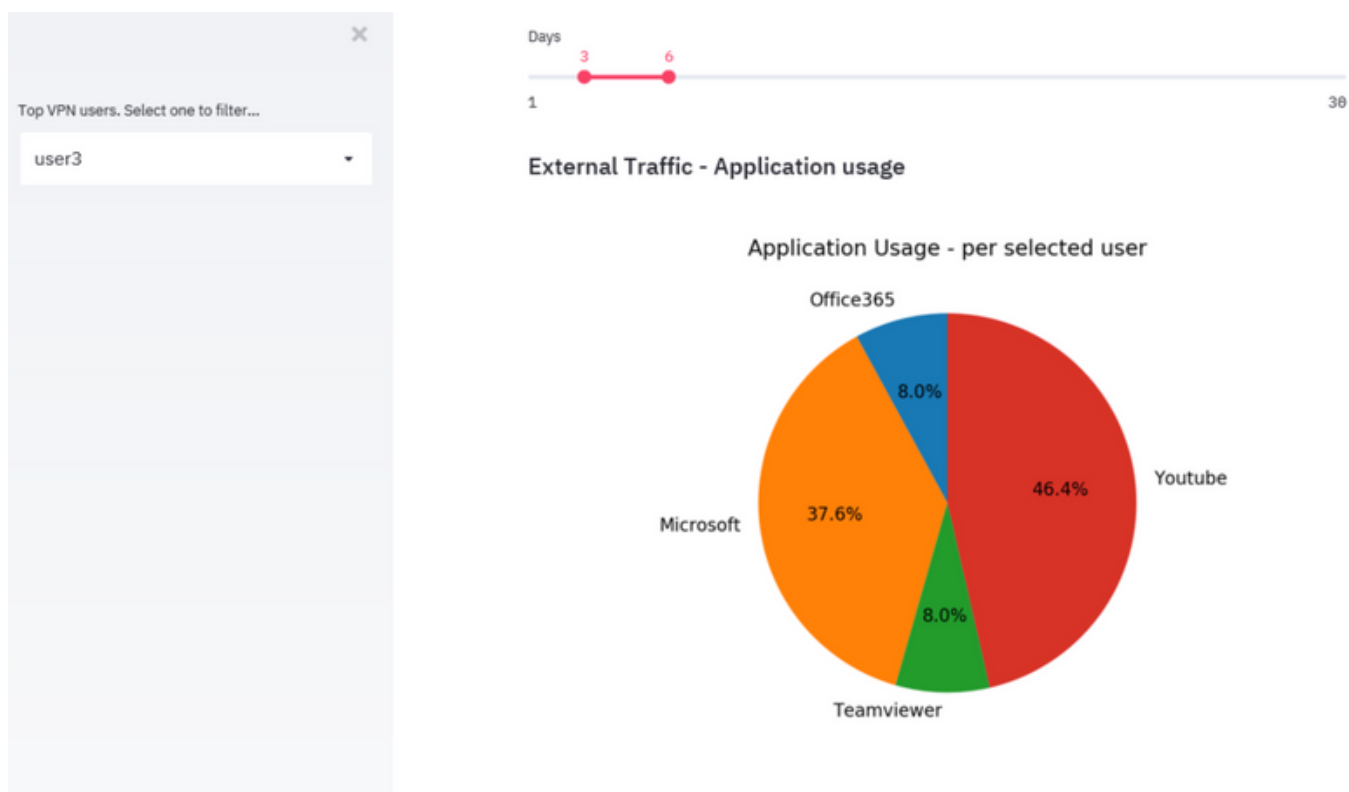 ×
Top VPN users. Select one to filter...
user3
Days
3 6
1 30
External Traffic - Application usage
Application Usage - per selected user
Office365
8.0%
46.4%
Youtube
37.6%
Microsoft
8.0%
Teamviewer